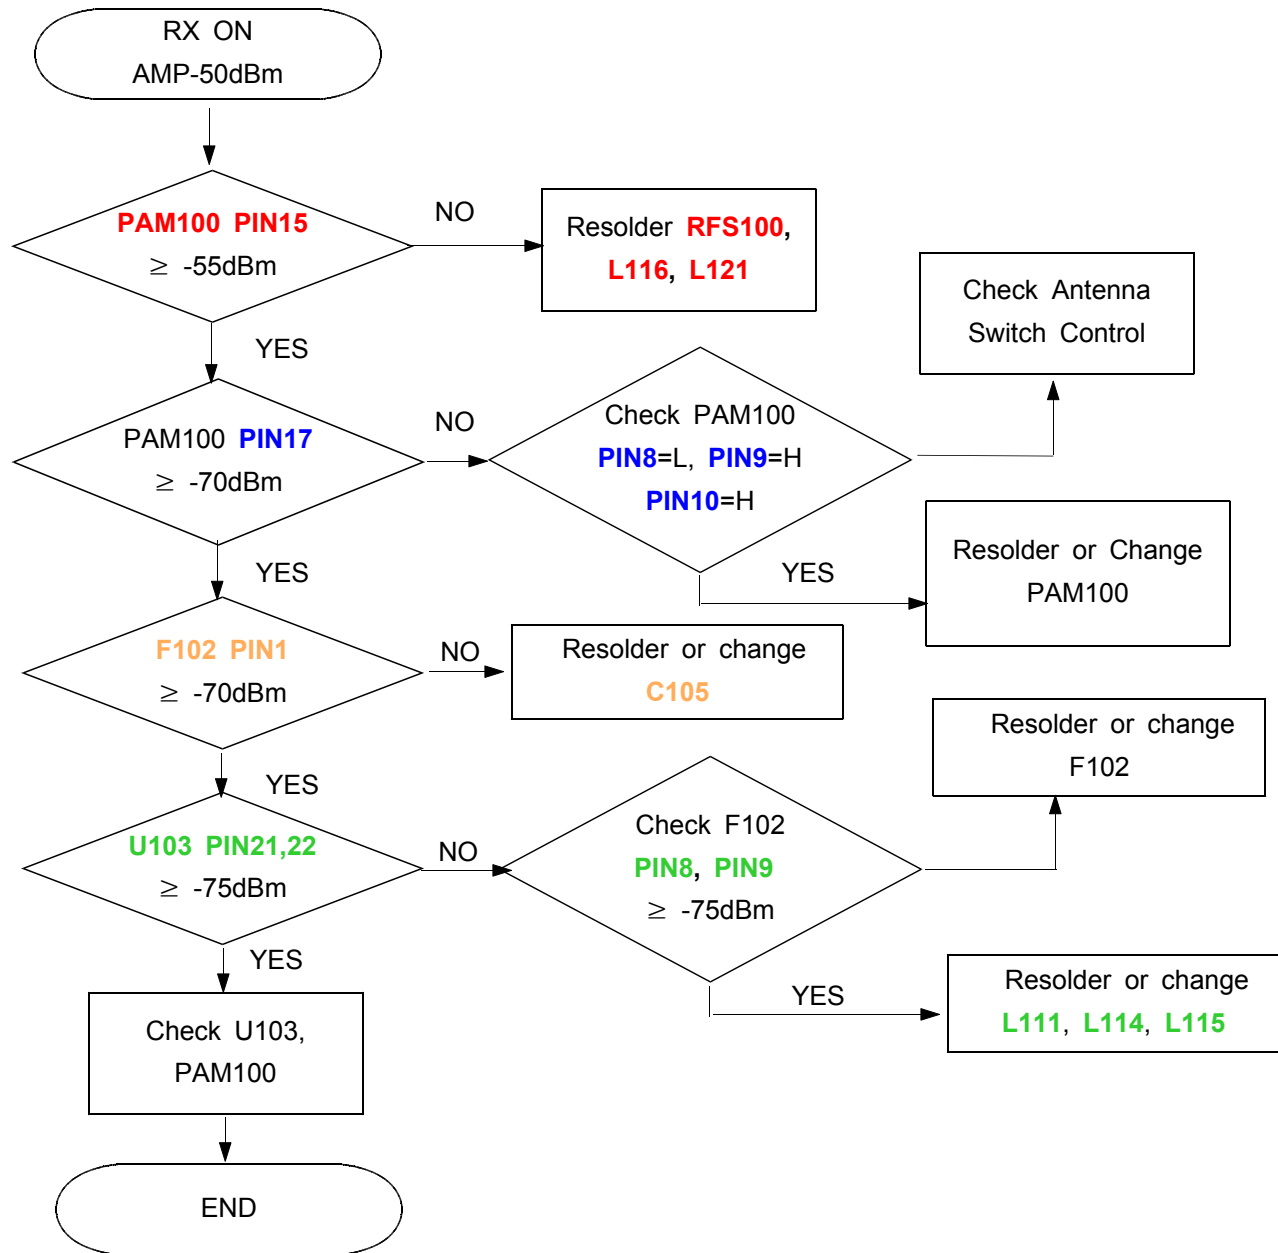 RX ON
AMP-50dBm
PAM100 PIN15
≥ -55dBm
NO
Resolder RFS100,
L116, L121
YES
Check Antenna
Switch Control
PAM100 PIN17
≥ -70dBm
NO
Check PAM100
PIN8=L, PIN9=H
PIN10=H
YES
Resolder or Change
PAM100
YES
F102 PIN1
≥ -70dBm
NO
Resolder or change
C105
YES
Resolder or change
F102
U103 PIN21,22
≥ -75dBm
NO
Check F102
PIN8, PIN9
≥ -75dBm
YES
Resolder or change
L111, L114, L115
YES
Check U103,
PAM100
END